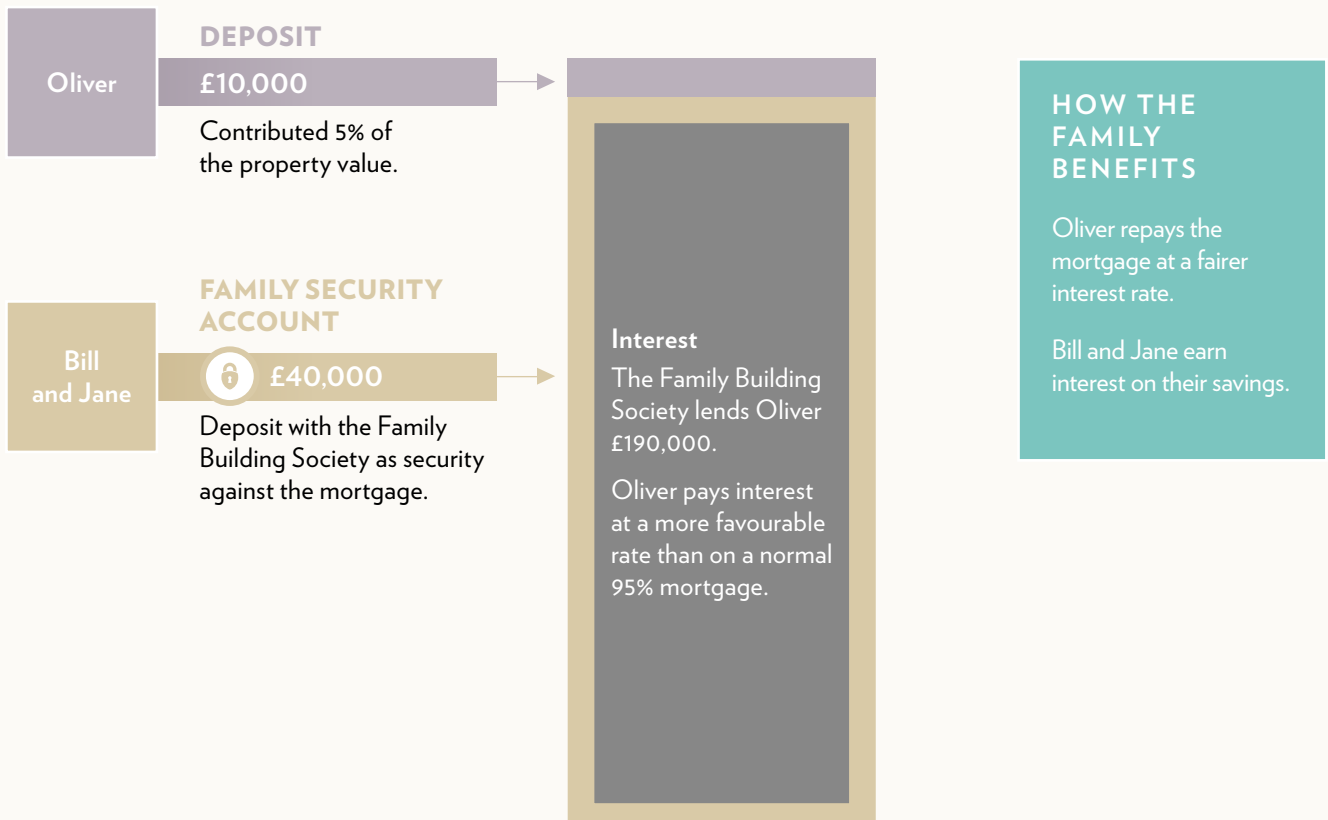 Oliver
DEPOSIT
£10,000
Contributed 5% of
the property value.
Bill
and Jane
FAMILY SECURITY
ACCOUNT
£40,000
Deposit with the Family
Building Society as security
against the mortgage.
Interest
The Family Building
Society lends Oliver
£190,000.
Oliver pays interest
at a more favourable
rate than on a normal
95% mortgage.
HOW THE
FAMILY
BENEFITS
Oliver repays the
mortgage at a fairer
interest rate.
Bill and Jane earn
interest on their savings.